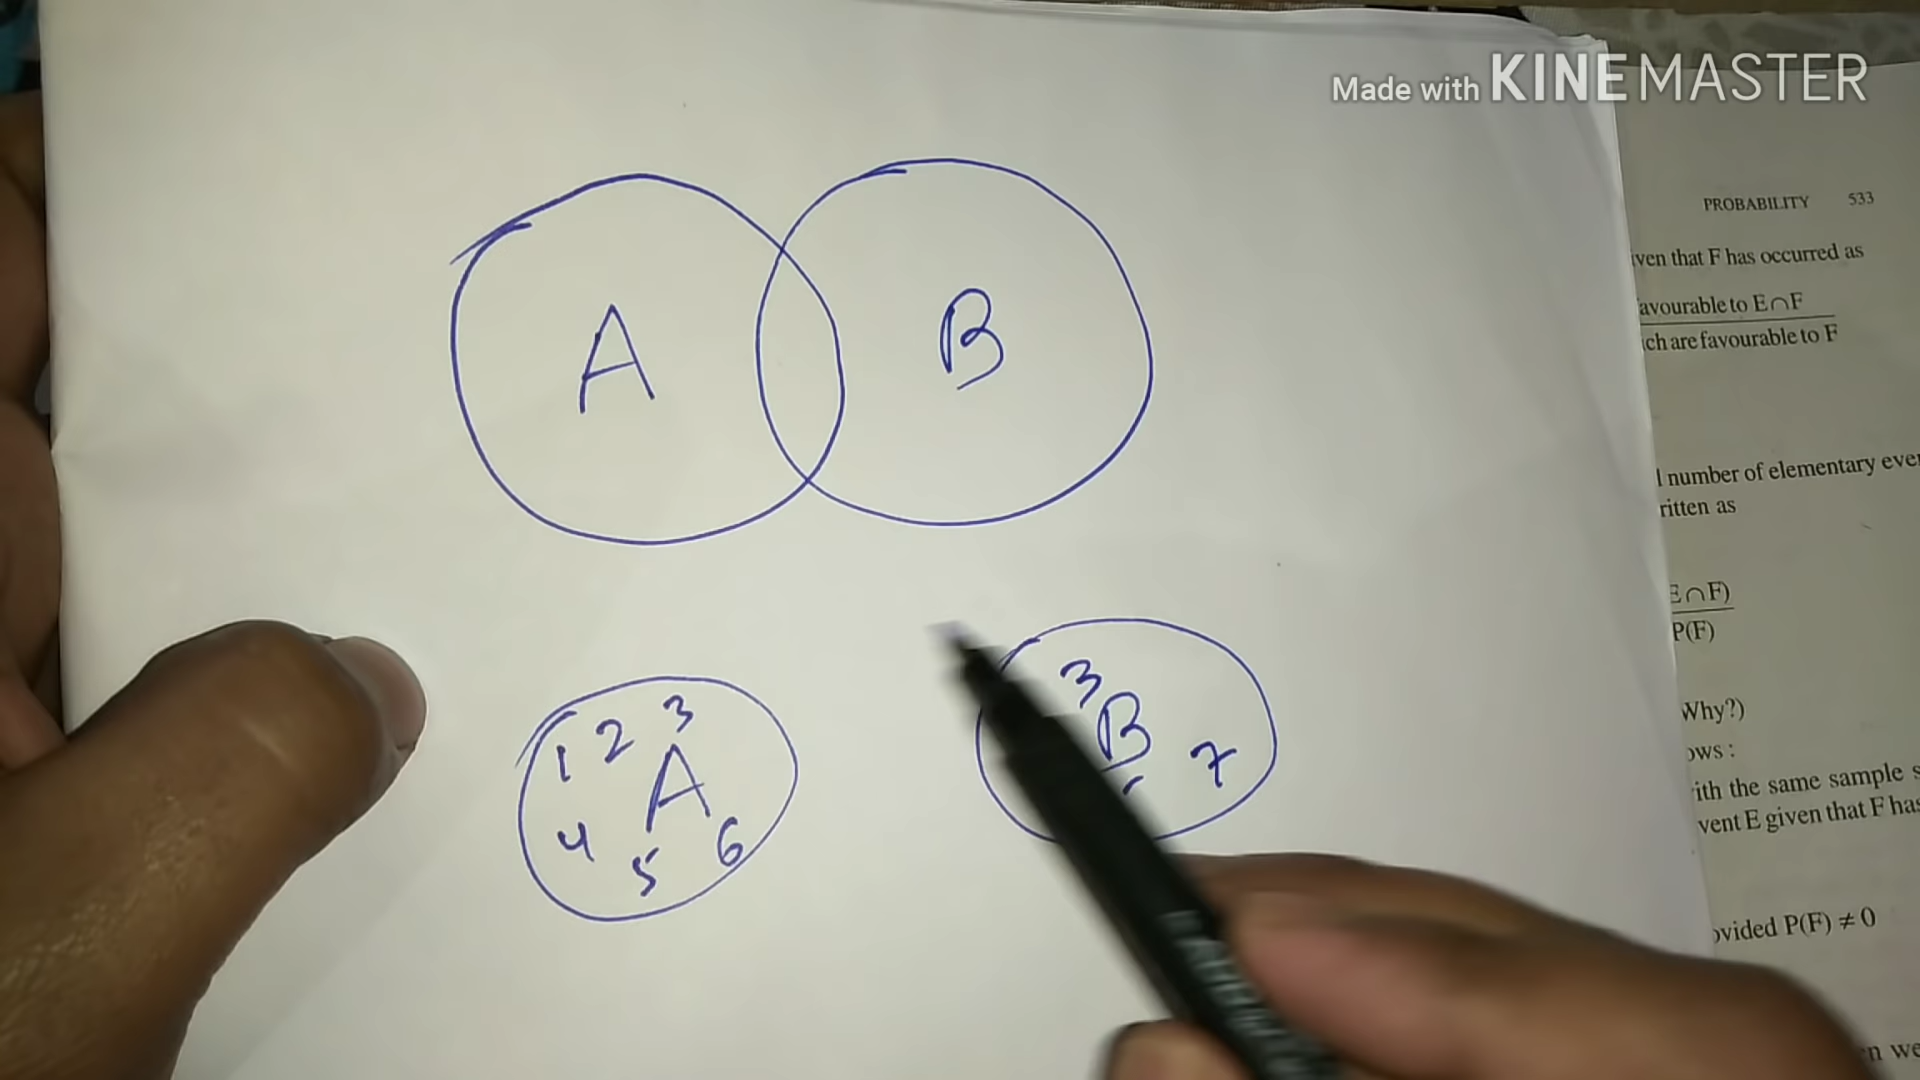 Made with KINEMASTER
A B
1 2 3
A
4 5 6
3
B
7
PROBABILITY 533
ven that F has occurred as
avourable to E∩F
ch are favourable to F
number of elementary
ritten as
E∩F)
P(F)
Why?)
ows :
ith the same sample
vent E given that F has
ovided P(F) ≠ 0